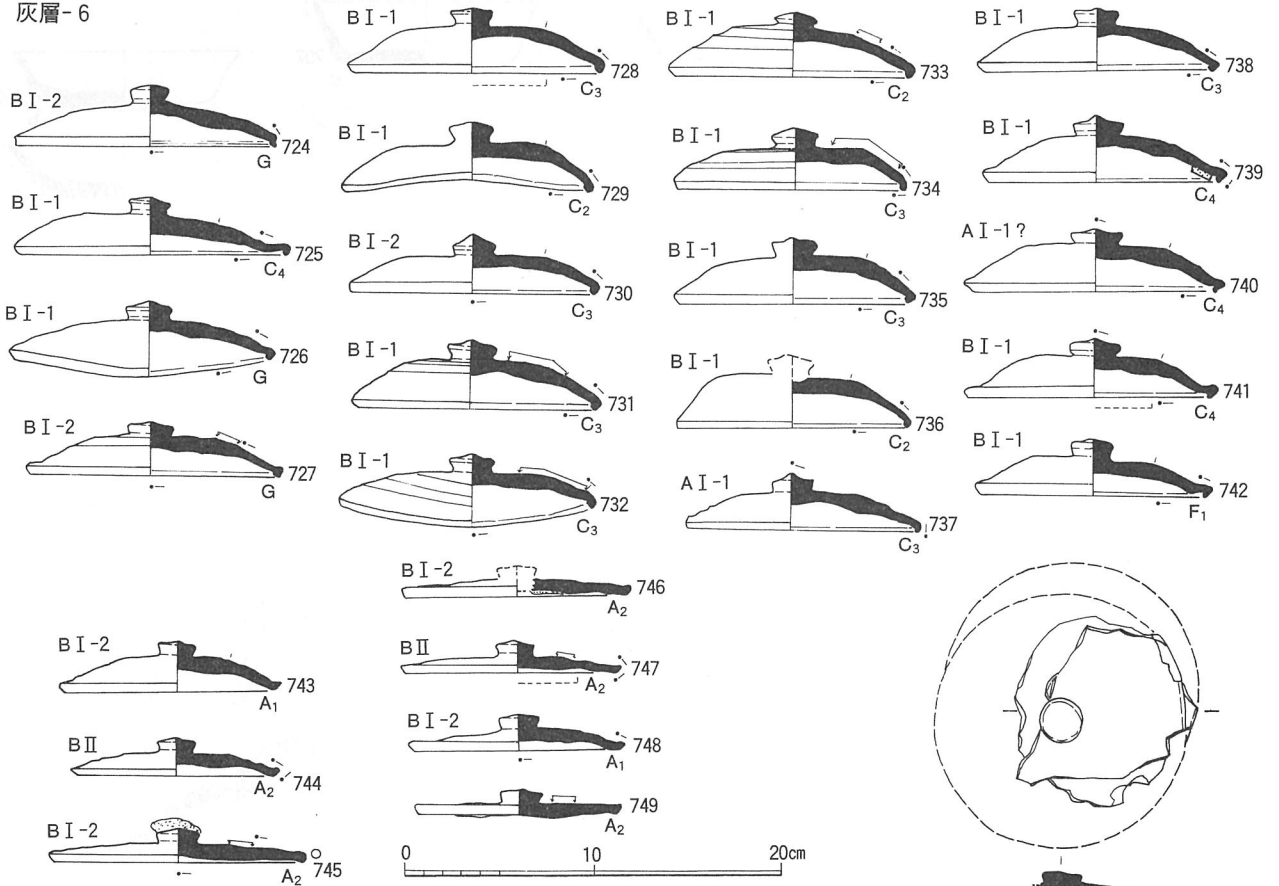 灰層-6
BⅠ-2
724
G
BⅠ-1
725
C4
BⅠ-1
726
G
BⅠ-2
727
G
BⅠ-1
728
C3
BⅠ-1
729
C2
BⅠ-2
730
C3
BⅠ-1
731
C3
BⅠ-1
732
C3
BⅠ-1
733
C2
BⅠ-1
734
C3
BⅠ-1
735
C3
BⅠ-1
736
C2
AⅠ-1
737
C3
BⅠ-1
738
C3
BⅠ-1
739
C4
AⅠ-1?
740
C4
BⅠ-1
741
C4
BⅠ-1
742
F1
BⅠ-2
743
A1
BⅡ
744
A2
BⅠ-2
745
A2
BⅠ-2
746
A2
BⅡ
747
A2
BⅠ-2
748
A1
749
A2
0 10 20cm